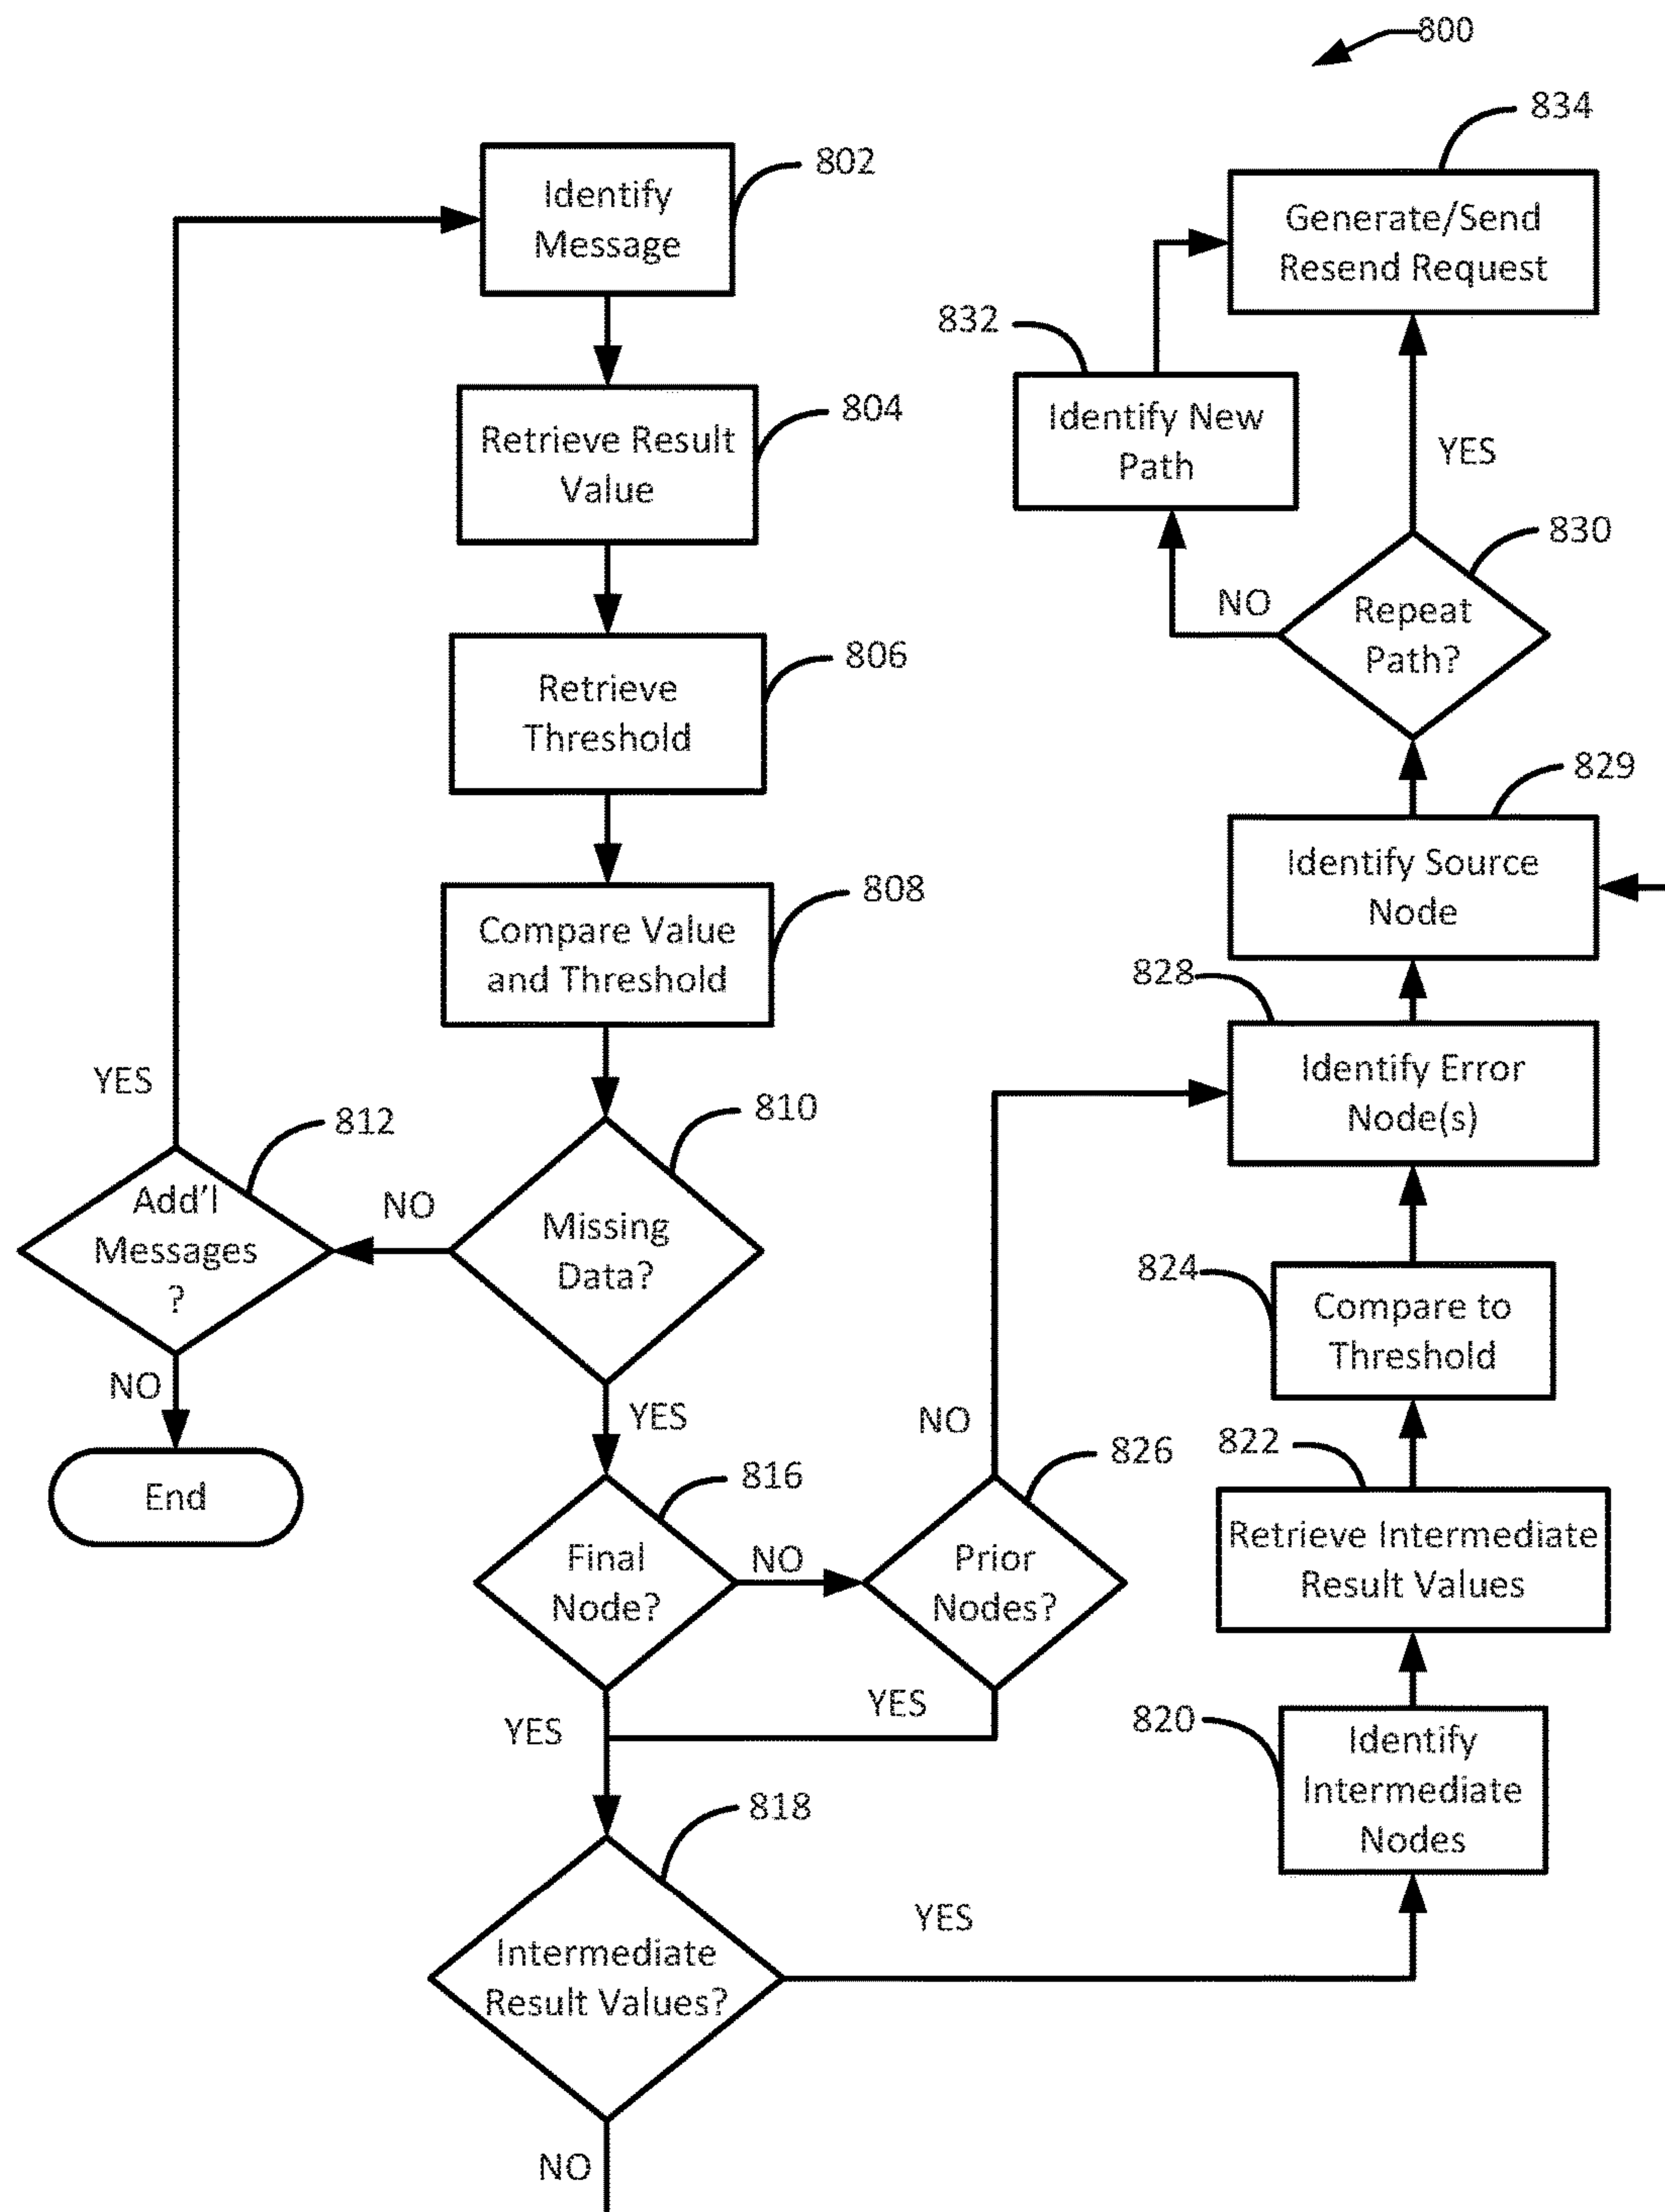 800
802
Identify
Message
804
Retrieve Result
Value
806
Retrieve
Threshold
808
Compare Value
and Threshold
810
Missing
Data?
NO
812
Add'l
Messages
?
YES
NO
End
YES
816
Final
Node?
NO
826
Prior
Nodes?
NO
YES
YES
818
Intermediate
Result Values?
YES
NO
820
Identify
Intermediate
Nodes
822
Retrieve Intermediate
Result Values
824
Compare to
Threshold
828
Identify Error
Node(s)
829
Identify Source
Node
830
Repeat
Path?
NO
YES
832
Identify New
Path
834
Generate/Send
Resend Request